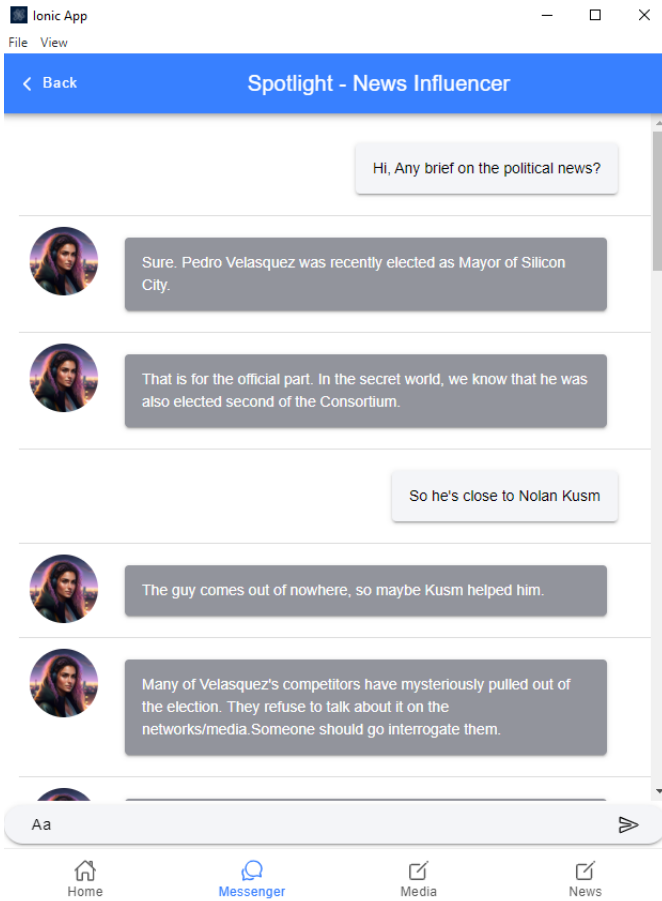 Ionic App
File View
Back
Spotlight - News Influencer
Hi, Any brief on the political news?
Sure. Pedro Velasquez was recently elected as Mayor of Silicon
City.
That is for the official part. In the secret world, we know that he was
also elected second of the Consortium.
So he's close to Nolan Kusm
The guy comes out of nowhere, so maybe Kusm helped him.
Many of Velasquez's competitors have mysteriously pulled out of
the election. They refuse to talk about it on the
networks/media.Someone should go interrogate them.
Aa
Home Messenger Media News